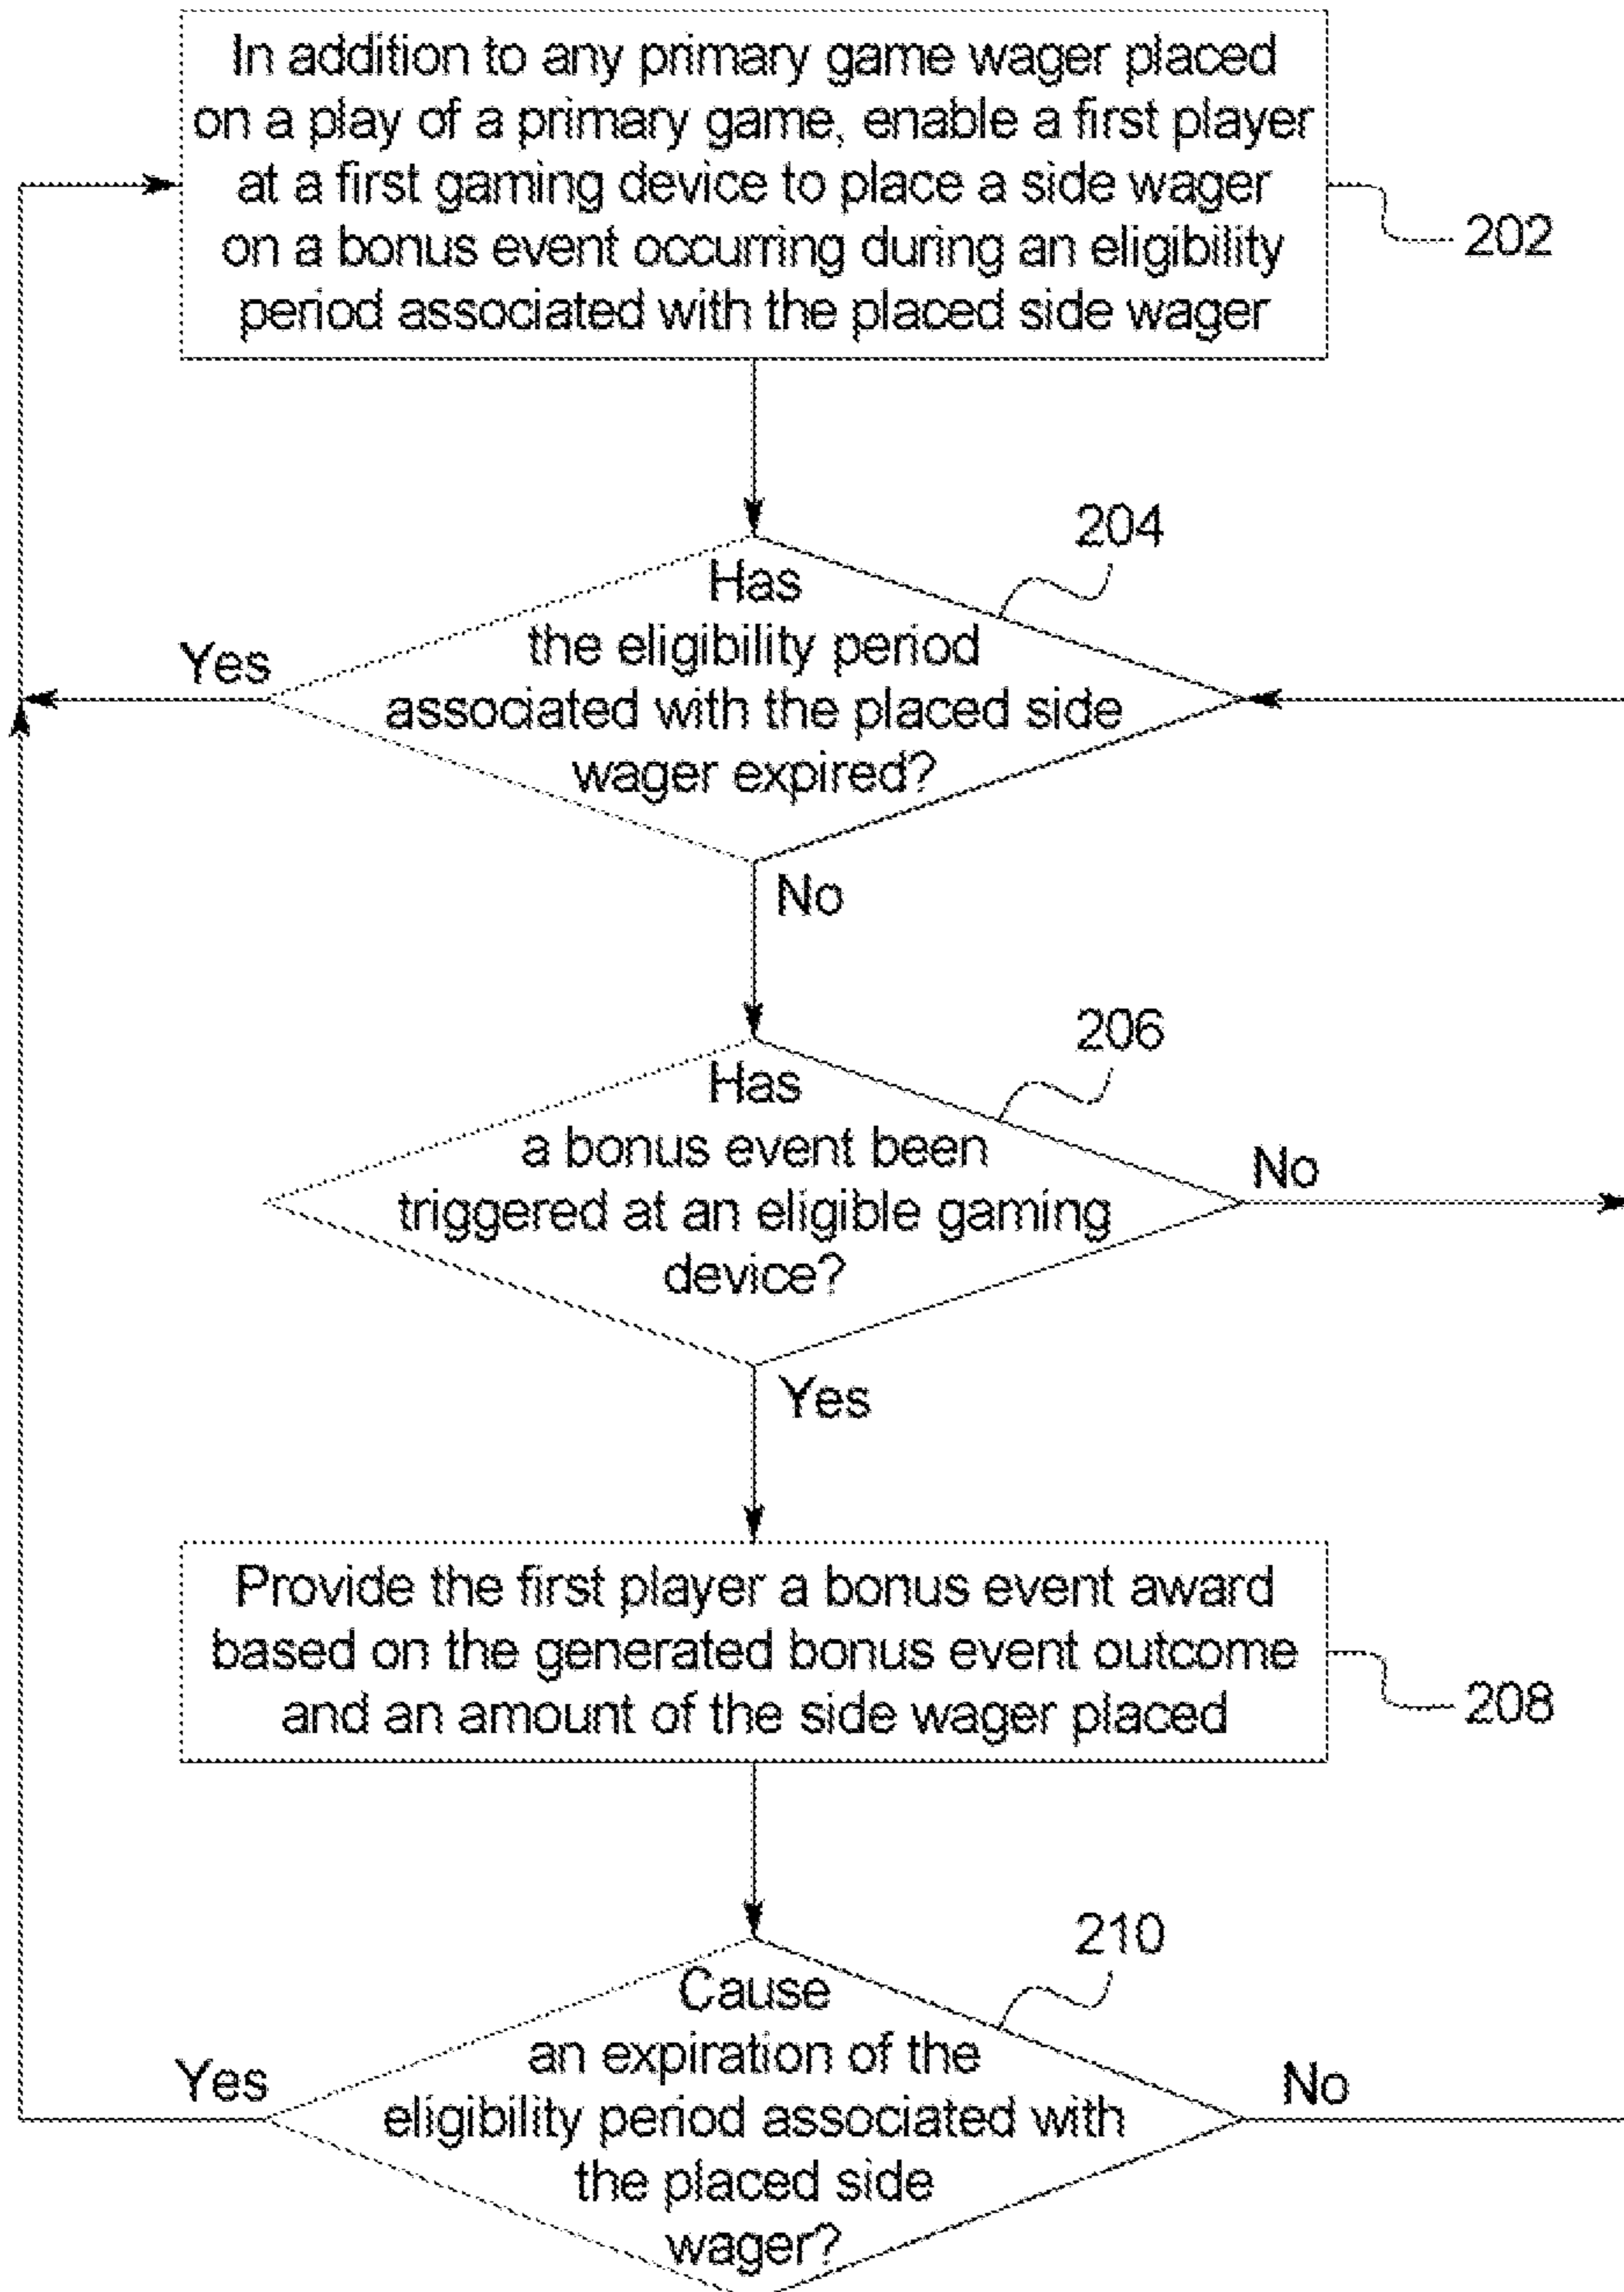 In addition to any primary game wager placed
on a play of a primary game, enable a first player
at a first gaming device to place a side wager
on a bonus event occurring during an eligibility
period associated with the placed side wager
202
204
Has
the eligibility period
associated with the placed side
wager expired?
Yes
No
206
Has
a bonus event been
triggered at an eligible gaming
device?
No
Yes
Provide the first player a bonus event award
based on the generated bonus event outcome
and an amount of the side wager placed
208
210
Cause
an expiration of the
eligibility period associated with
the placed side
wager?
Yes
No